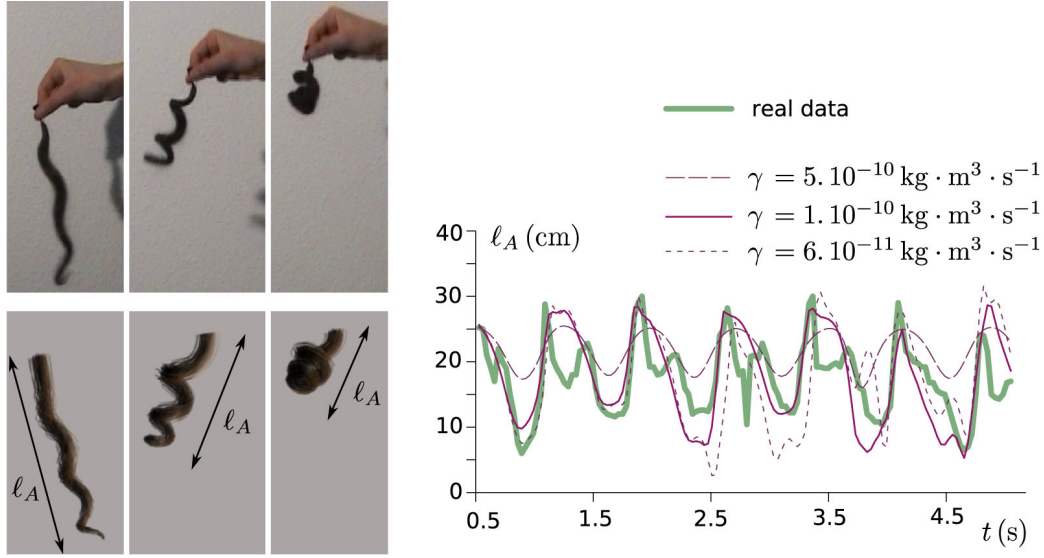 real data
γ = 5.10⁻¹⁰ kg · m³ · s⁻¹
γ = 1.10⁻¹⁰ kg · m³ · s⁻¹
γ = 6.10⁻¹¹ kg · m³ · s⁻¹
40
ℓ_A (cm)
30
20
10
0
0.5
1.5
2.5
3.5
4.5
t (s)
ℓ_A
ℓ_A
ℓ_A